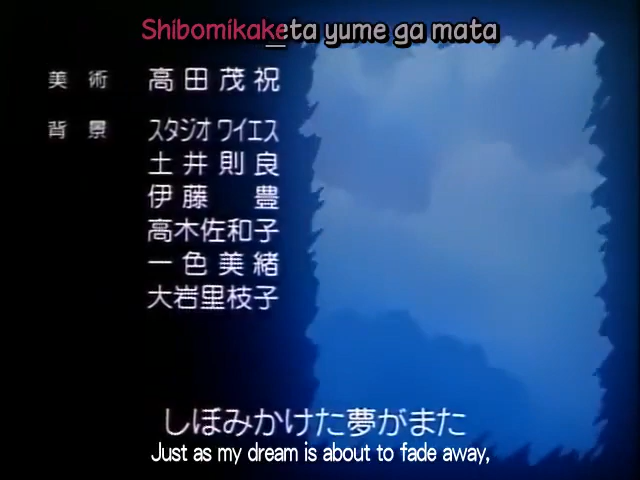 Shibomikaketa yume ga mata
美術 高田茂祝
背景 スタジオワイエス
土井則良
伊藤 豊
高木佐和子
一色美緒
大岩里枝子
しぼみかけた夢がまた
Just as my dream is about to fade away,